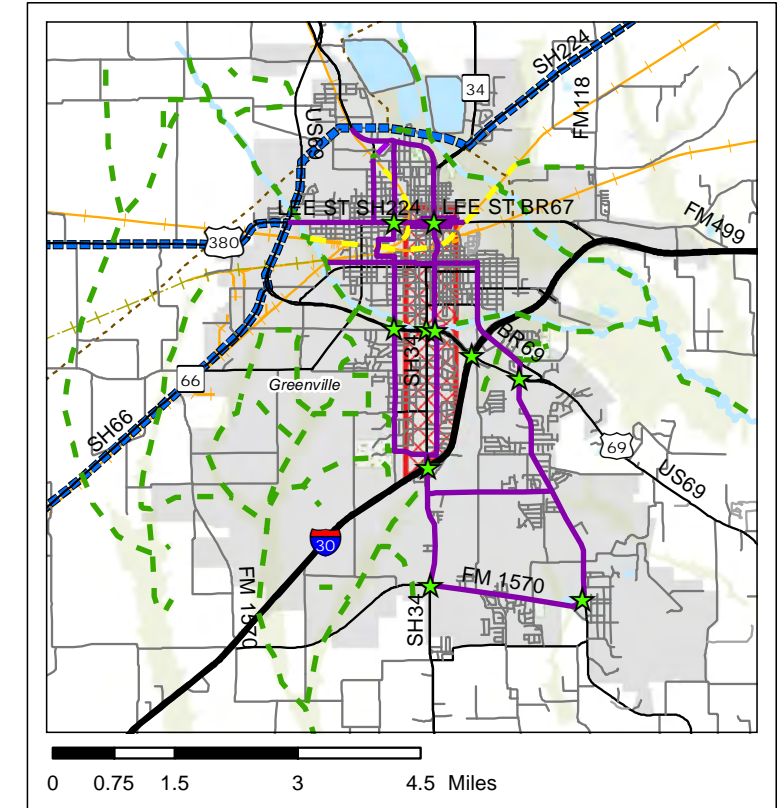 SH224
34
FM118
US69
LEE ST SH224
LEE ST BR67
FM499
380
BR69
SH34
66
Greenville
SH66
69
US69
30
FM 1570
FM 1570
SH34
0 0.75 1.5 3 4.5 Miles